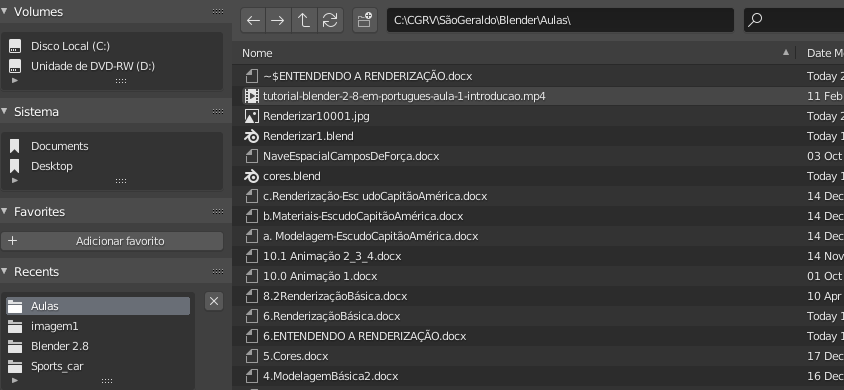 Volumes
Disco Local (C:)
Unidade de DVD-RW (D:)
Sistema
Documents
Desktop
Favorites
Adicionar favorito
Recents
Aulas
imagem1
Blender 2.8
Sports_car
C:\CGRV\SãoGeraldo\Blender\Aulas\
Nome Date M
~$ENTENDENDO A RENDERIZAÇÃO.docx Today 2
tutorial-blender-2-8-em-portugues-aula-1-introducao.mp4 11 Feb
Renderizar10001.jpg Today 2
Renderizar1.blend Today 1
NaveEspacialCamposDeForça.docx 03 Oct
cores.blend Today 1
c.Renderização-Esc udoCapitãoAmérica.docx 14 Dec
b.Materiais-EscudoCapitãoAmérica.docx 14 Dec
a. Modelagem-EscudoCapitãoAmérica.docx 14 Dec
10.1 Animação 2_3_4.docx 14 Nov
10.0 Animação 1.docx 01 Oct
8.2RenderizaçãoBásica.docx 10 Apr
6.RenderizaçãoBásica.docx Today 1
6.ENTENDENDO A RENDERIZAÇÃO.docx Today 1
5.Cores.docx 17 Dec
4.ModelagemBásica2.docx 16 Dec